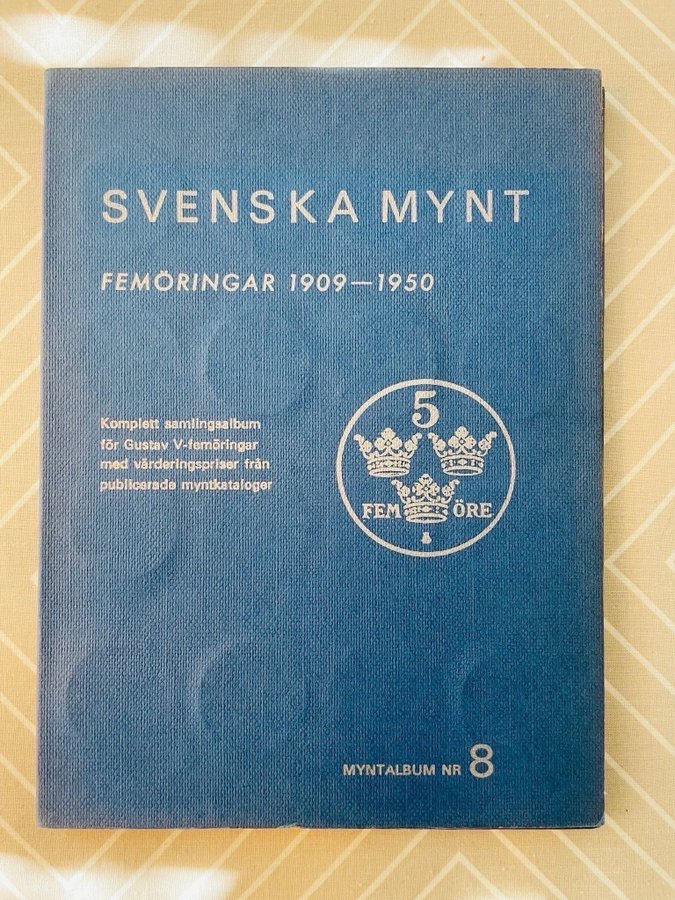 SVENSKA MYNT
FEMÖRINGAR 1909—1950
Komplett samlingsalbum
för Gustav V-femöringar
med värderingspriser från
publicerade myntkataloger
5
FEM ÖRE
MYNTALBUM NR 8